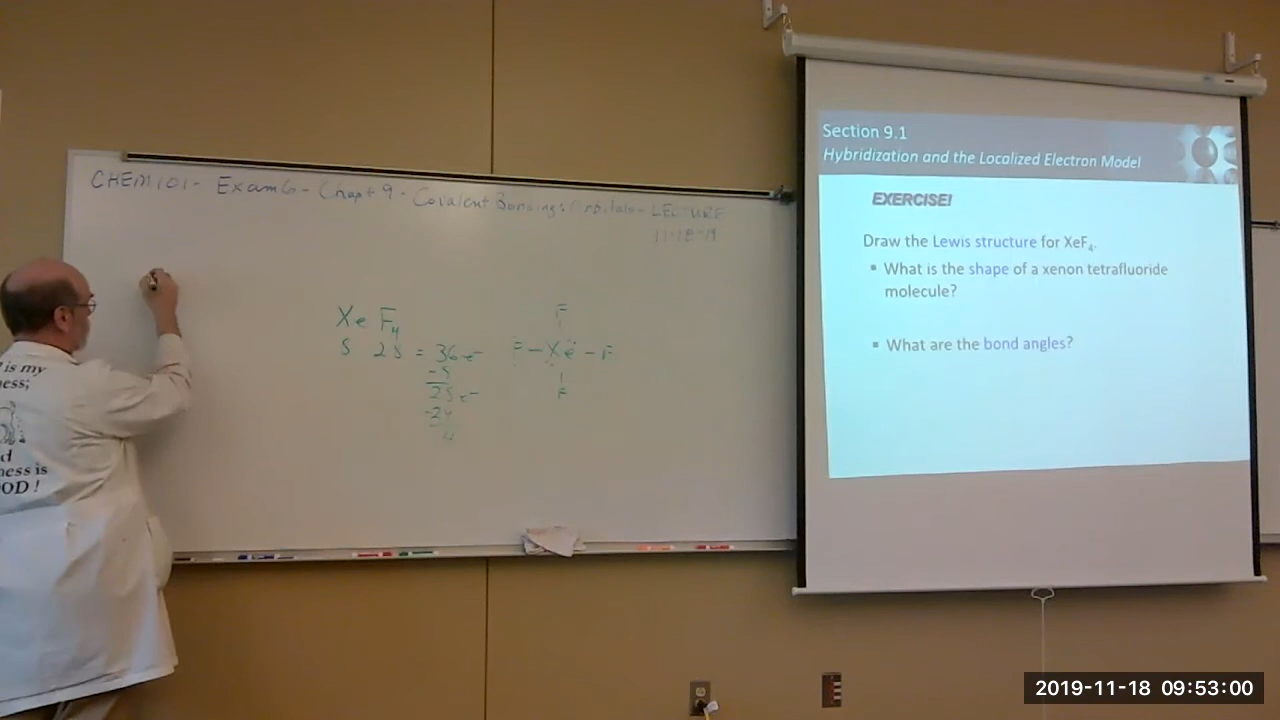 CHEM 101 - Exam 6 - Chapt 9 - Covalent Bonding: Orbitals - LECTURE
11-18-19
Xe F4
8 28 = 36 e-
-8
28 e-
-24
4
F
F - Xe - F
F
is my
ess;
d
ness is
OD!
Section 9.1
Hybridization and the Localized Electron Model
EXERCISE!
Draw the Lewis structure for XeF4.
• What is the shape of a xenon tetrafluoride
molecule?
▪ What are the bond angles?
2019-11-18 09:53:00